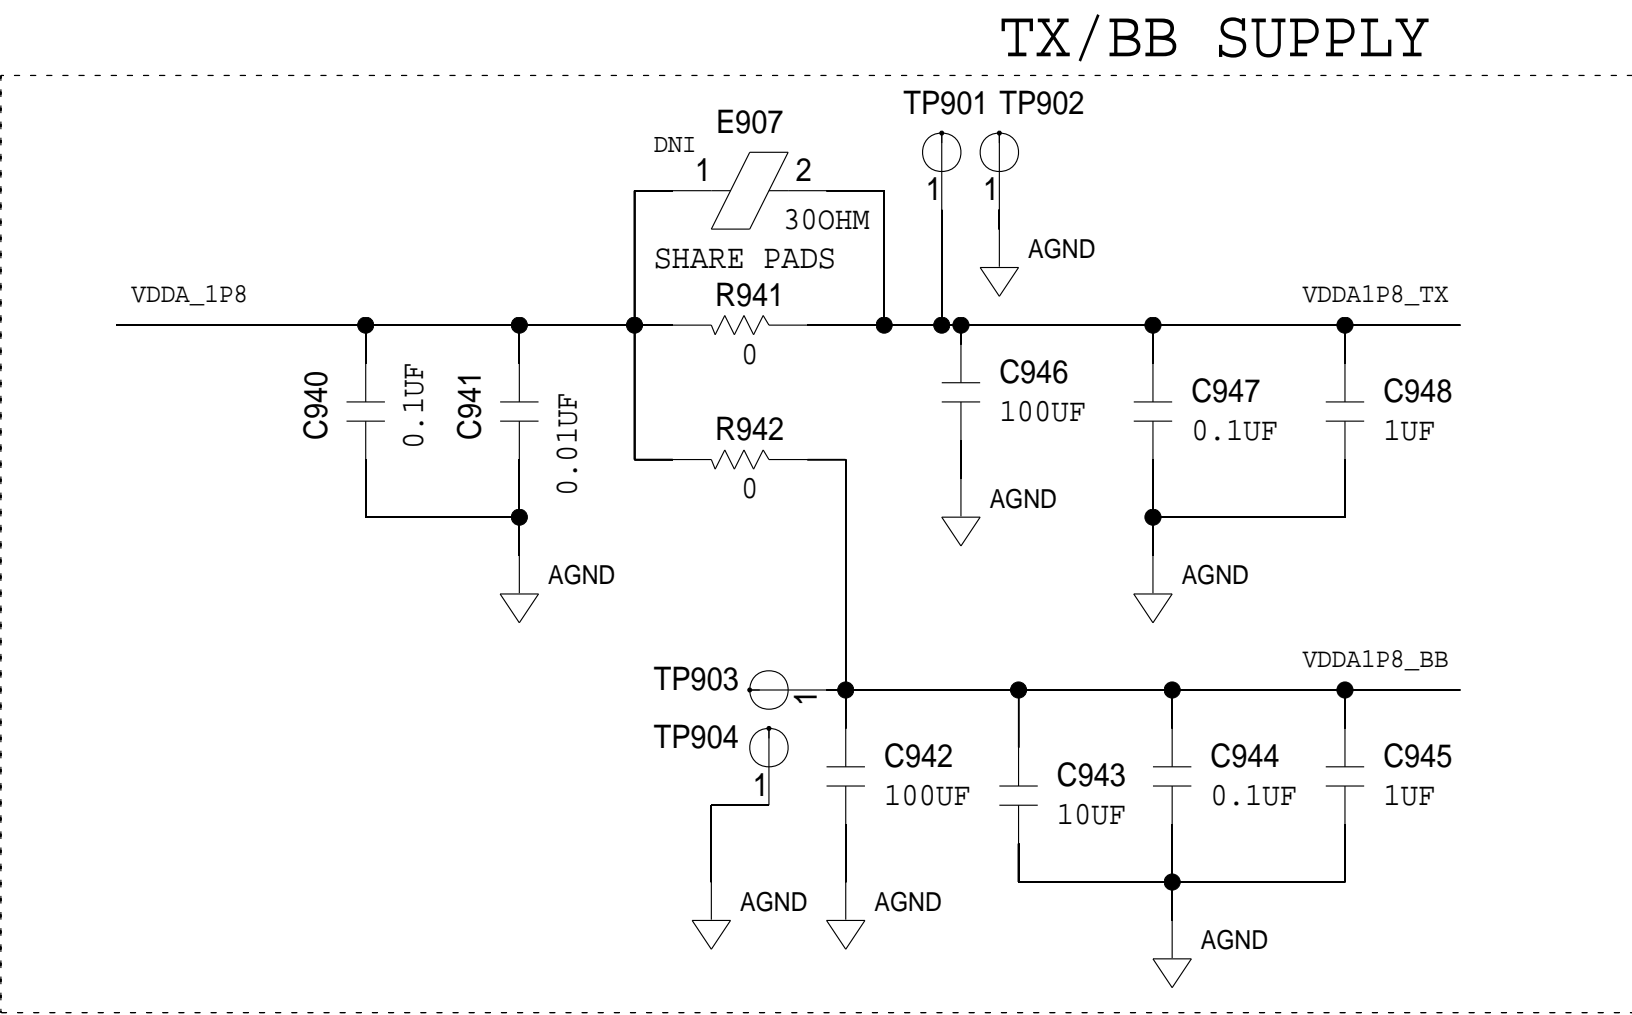 TX/BB SUPPLY
TP901 TP902
E907
DNI
1
2
1
1
30OHM
AGND
SHARE PADS
VDDA_1P8
R941
VDDA1P8_TX
0
C940
0.1UF
C941
0.01UF
C946
100UF
C947
0.1UF
C948
1UF
R942
0
AGND
AGND
AGND
VDDA1P8_BB
TP903
1
TP904
1
C942
100UF
C943
10UF
C944
0.1UF
C945
1UF
AGND
AGND
AGND